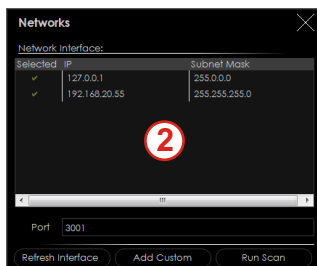 Networks
Network Interface:
Selected IP Subnet Mask
127.0.0.1 255.0.0.0
192.168.20.55 255.255.255.0
2
Port 3001
Refresh Interface Add Custom Run Scan